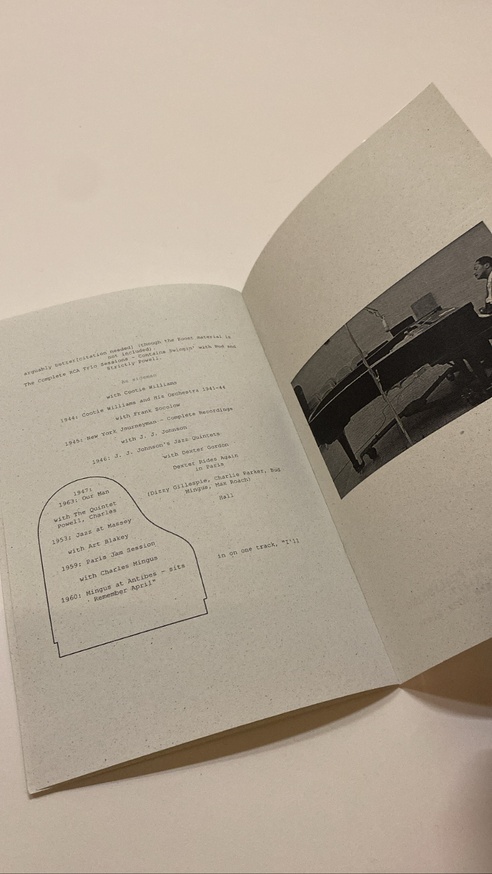 arguably better[citation needed] (though the Roost material is
not included)
The Complete RCA Trio Sessions - Contains Swingin' with Bud and
Strictly Powell.
As sideman
with Cootie Williams
1944: Cootie Williams and His Orchestra 1941-44
with Frank Socolow
1945: New York Journeyman - Complete Recordings
with J. J. Johnson
1946: J. J. Johnson's Jazz Quintets
with Dexter Gordon
1947: Dexter Rides Again
1963: Our Man in Paris
with The Quintet (Dizzy Gillespie, Charlie Parker, Bud
Powell, Charles Mingus, Max Roach)
1953: Jazz at Massey Hall
with Art Blakey
1959: Paris Jam Session
with Charles Mingus
1960: Mingus at Antibes - sits in on one track, "I'll
Remember April"